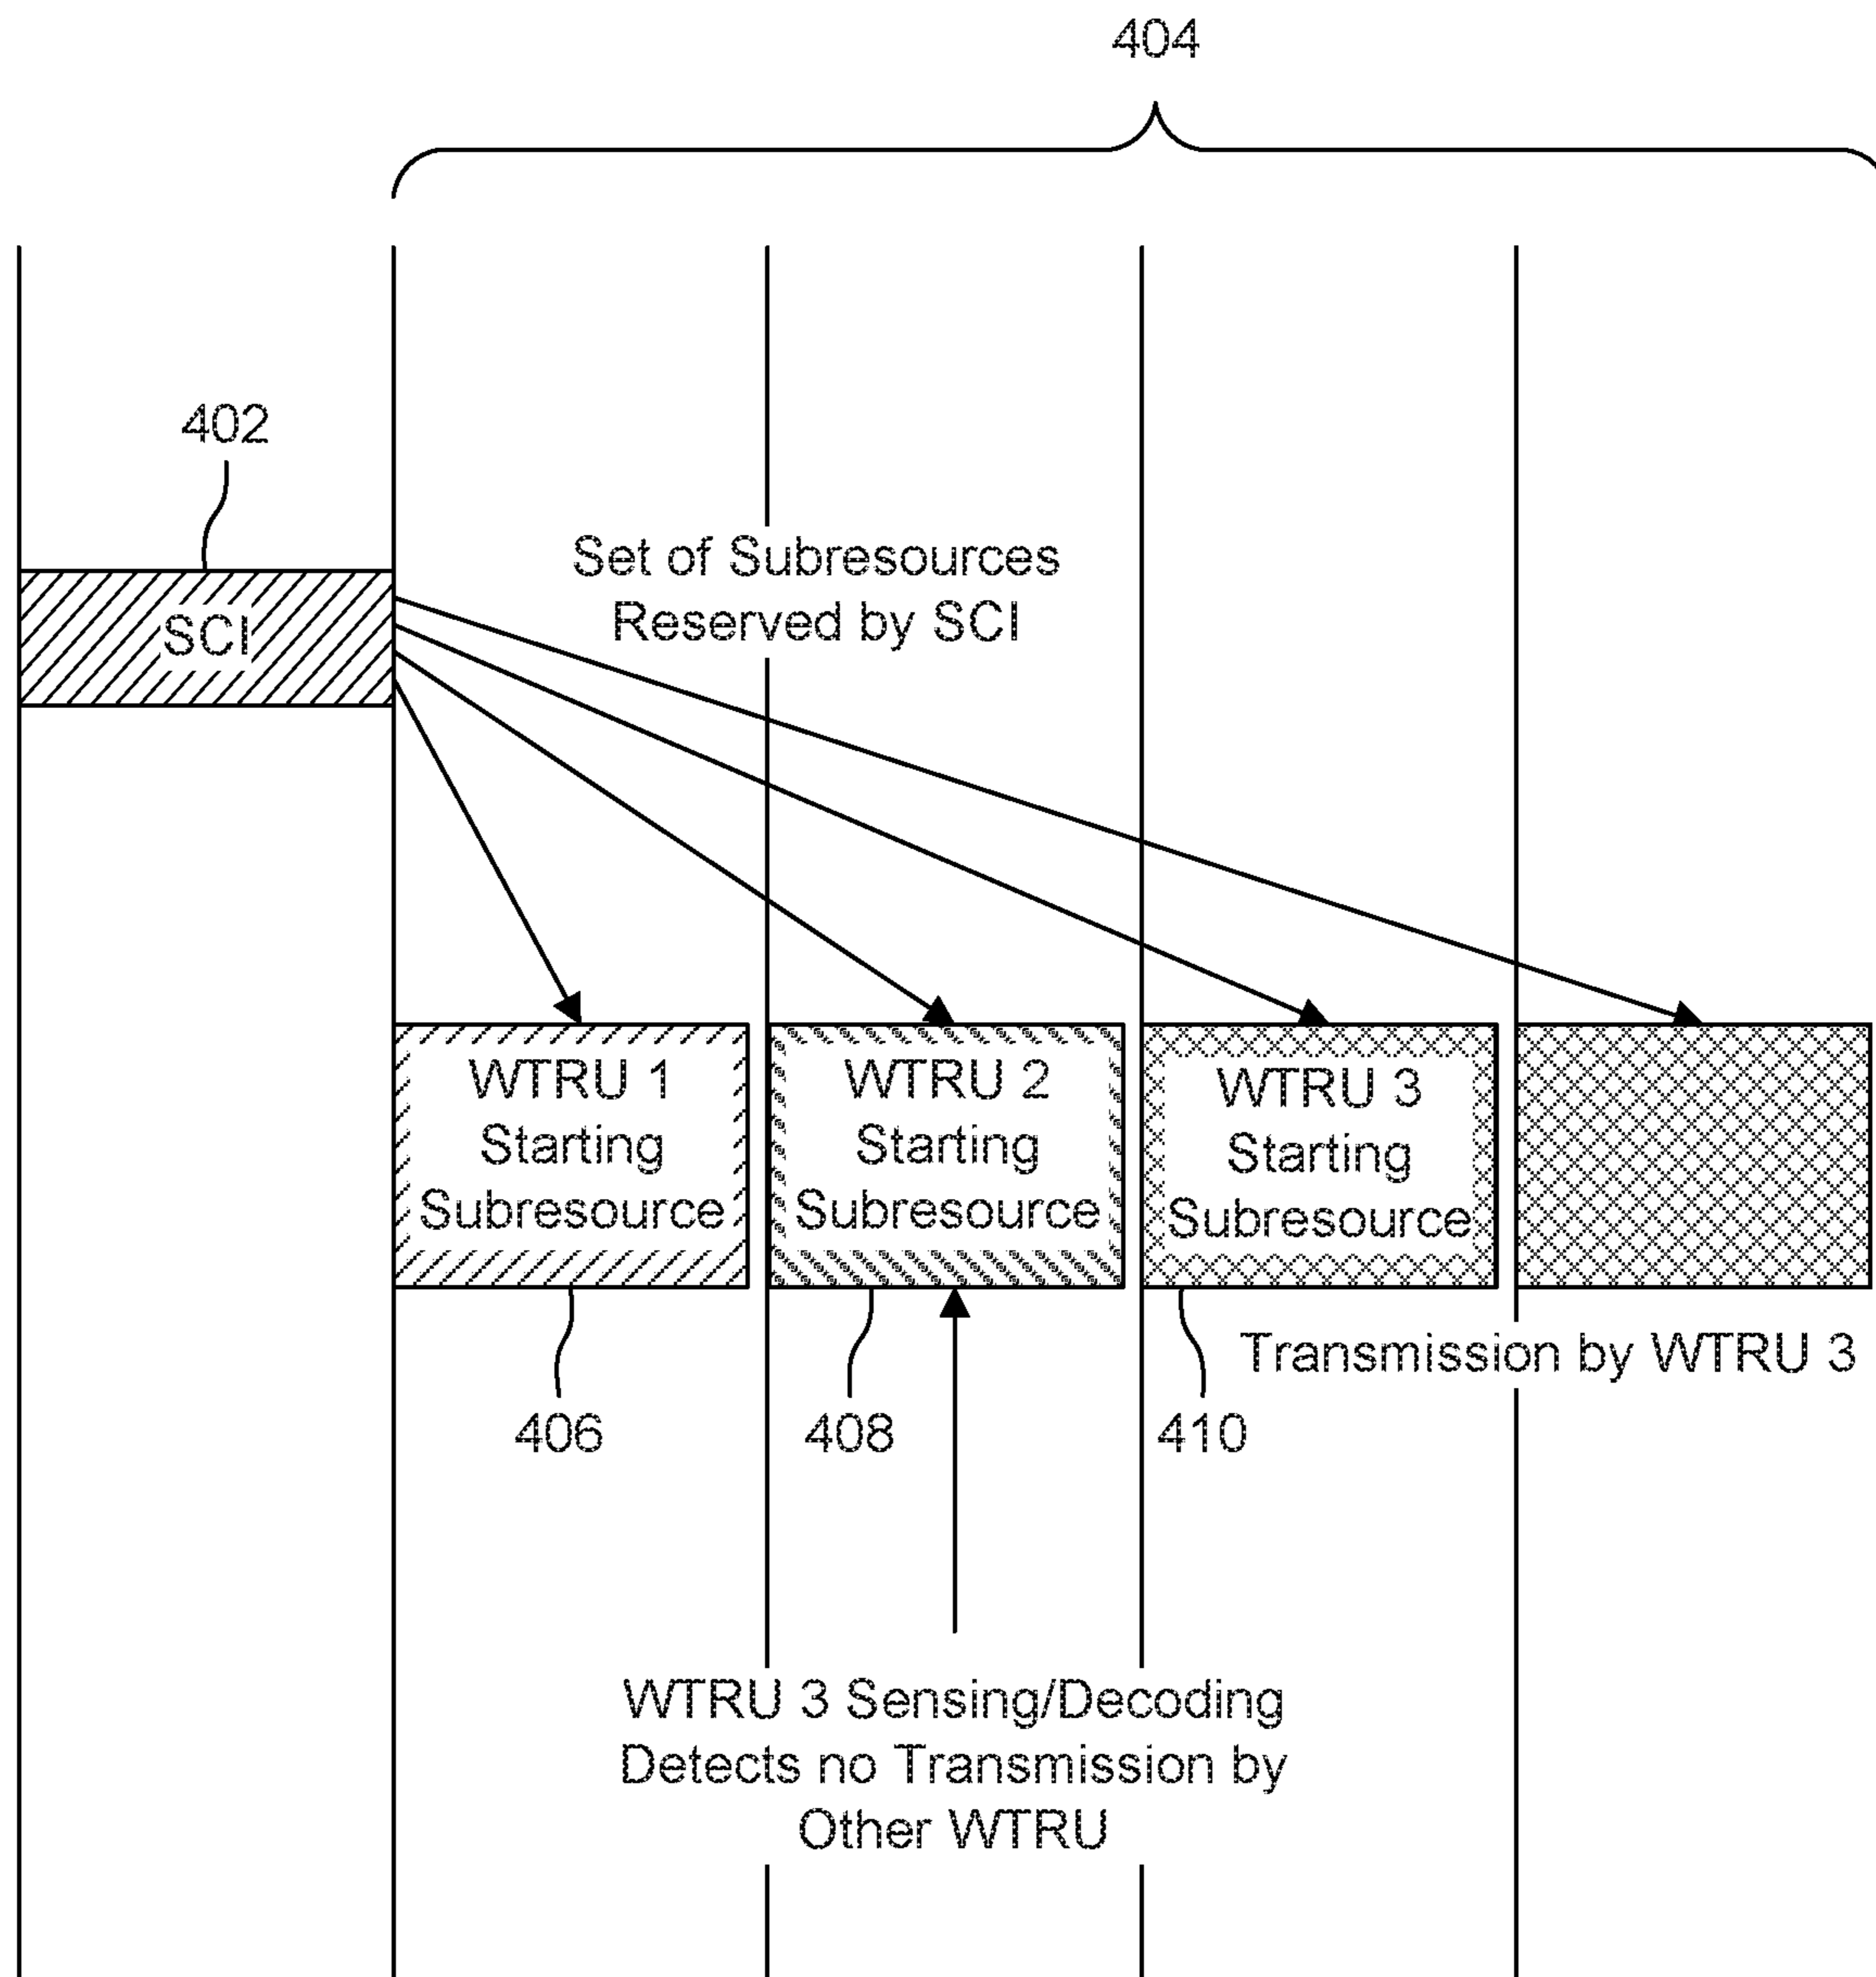 404
402
SCI
Set of Subresources
Reserved by SCI
WTRU 1
Starting
Subresource
WTRU 2
Starting
Subresource
WTRU 3
Starting
Subresource
Transmission by WTRU 3
406
408
410
WTRU 3 Sensing/Decoding
Detects no Transmission by
Other WTRU